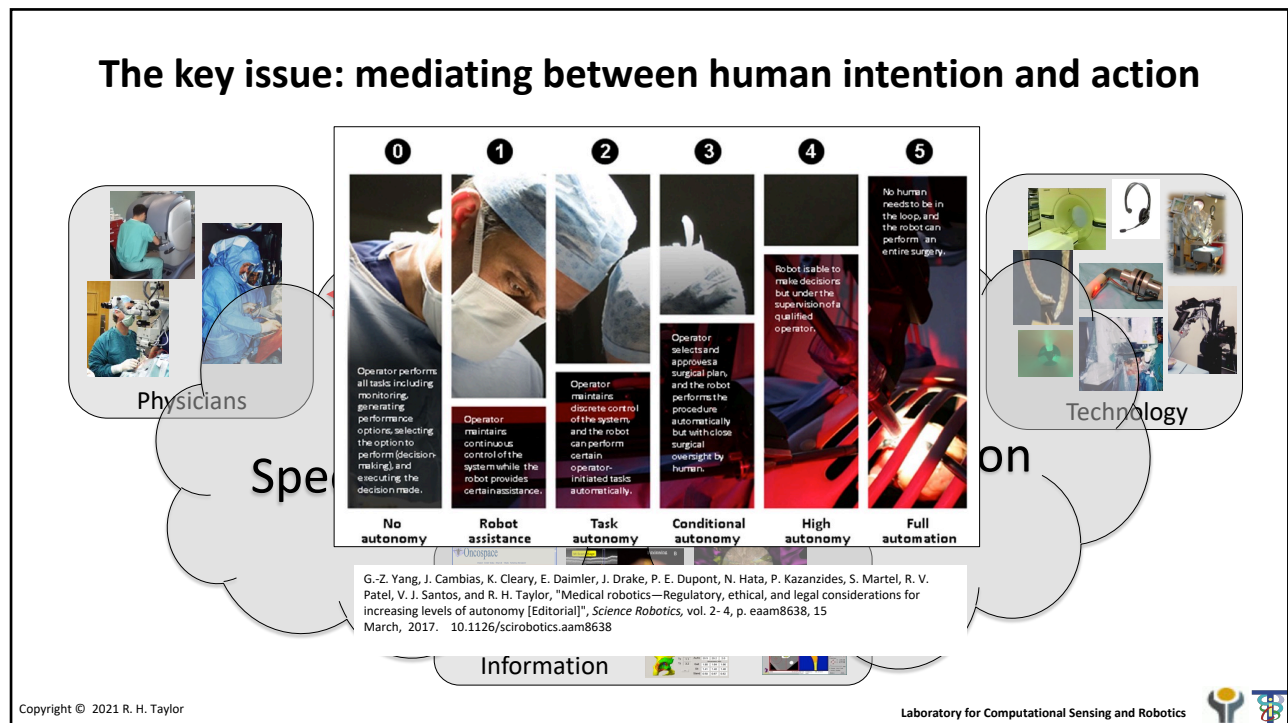 The key issue: mediating between human intention and action
0 1 2 3 4 5
No human
needs to be in
the loop, and
the robot can
perform an
entire surgery.
Robot is able to
make decisions
but under the
supervision of a
qualified
operator.
Operator
selects and
approves a
surgical plan,
and the robot
performs the
procedure
automatically
but with close
surgical
oversight by
human.
Operator
maintains
discrete control
of the system,
and the robot
can perform
certain
operator-
initiated tasks
automatically.
Operator
maintains
continuous
control of the
system while the
robot provides
certain assistance.
Operator performs
all tasks including
monitoring,
generating
performance
options, selecting
the option to
perform (decision-
making), and
executing the
decision made.
No
autonomy
Robot
assistance
Task
autonomy
Conditional
autonomy
High
autonomy
Full
automation
Physicians
Technology
Spe
on
Oncospace
G.-Z. Yang, J. Cambias, K. Cleary, E. Daimler, J. Drake, P. E. Dupont, N. Hata, P. Kazanzides, S. Martel, R. V.
Patel, V. J. Santos, and R. H. Taylor, "Medical robotics—Regulatory, ethical, and legal considerations for
increasing levels of autonomy [Editorial]", Science Robotics, vol. 2- 4, p. eaam8638, 15
March, 2017. 10.1126/scirobotics.aam8638
Information
Copyright © 2021 R. H. Taylor
Laboratory for Computational Sensing and Robotics